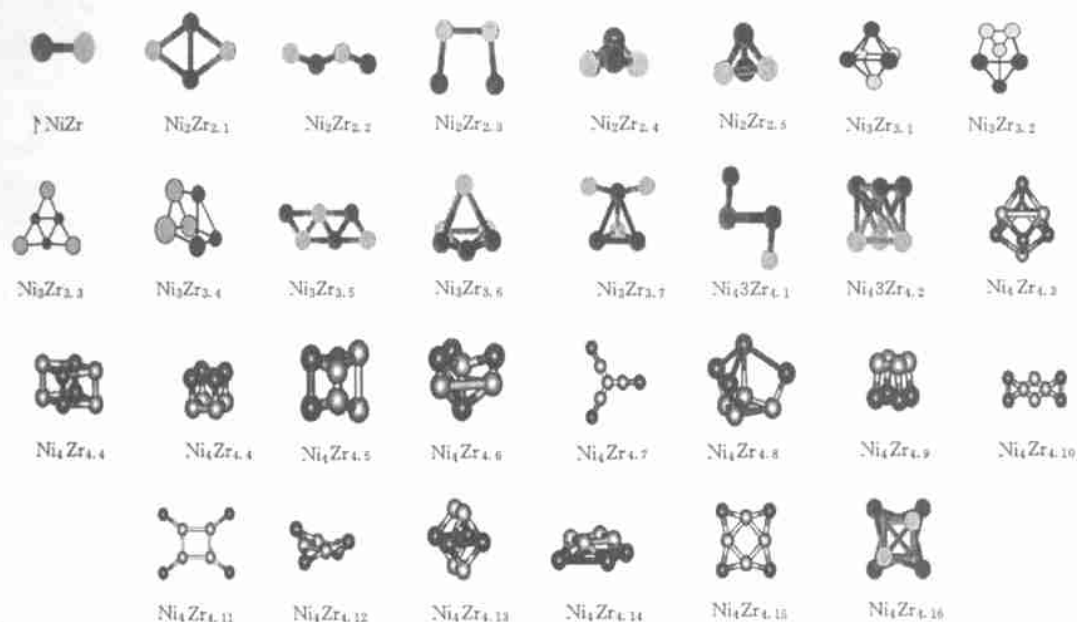 NiZr Ni₂Zr₂.₁ Ni₂Zr₂.₂ Ni₂Zr₂.₃ Ni₂Zr₂.₄ Ni₂Zr₂.₅ Ni₃Zr₃.₁ Ni₃Zr₃.₂
Ni₃Zr₃.₃ Ni₃Zr₃.₄ Ni₃Zr₃.₅ Ni₃Zr₃.₆ Ni₃Zr₃.₇ Ni₄3Zr₄.₁ Ni₄3Zr₄.₂ Ni₄Zr₄.₃
Ni₄Zr₄.₄ Ni₄Zr₄.₄ Ni₄Zr₄.₅ Ni₄Zr₄.₆ Ni₄Zr₄.₇ Ni₄Zr₄.₈ Ni₄Zr₄.₉ Ni₄Zr₄.₁₀
Ni₄Zr₄.₁₁ Ni₄Zr₄.₁₂ Ni₄Zr₄.₁₃ Ni₄Zr₄.₁₄ Ni₄Zr₄.₁₅ Ni₄Zr₄.₁₆